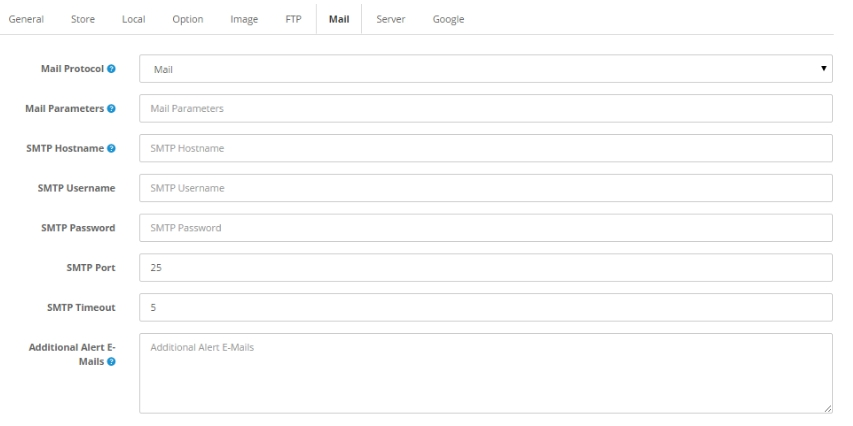 General Store Local Option Image FTP Mail Server Google
Mail Protocol ? Mail
Mail Parameters ? Mail Parameters
SMTP Hostname ? SMTP Hostname
SMTP Username SMTP Username
SMTP Password SMTP Password
SMTP Port 25
SMTP Timeout 5
Additional Alert E- Additional Alert E-Mails
Mails ?